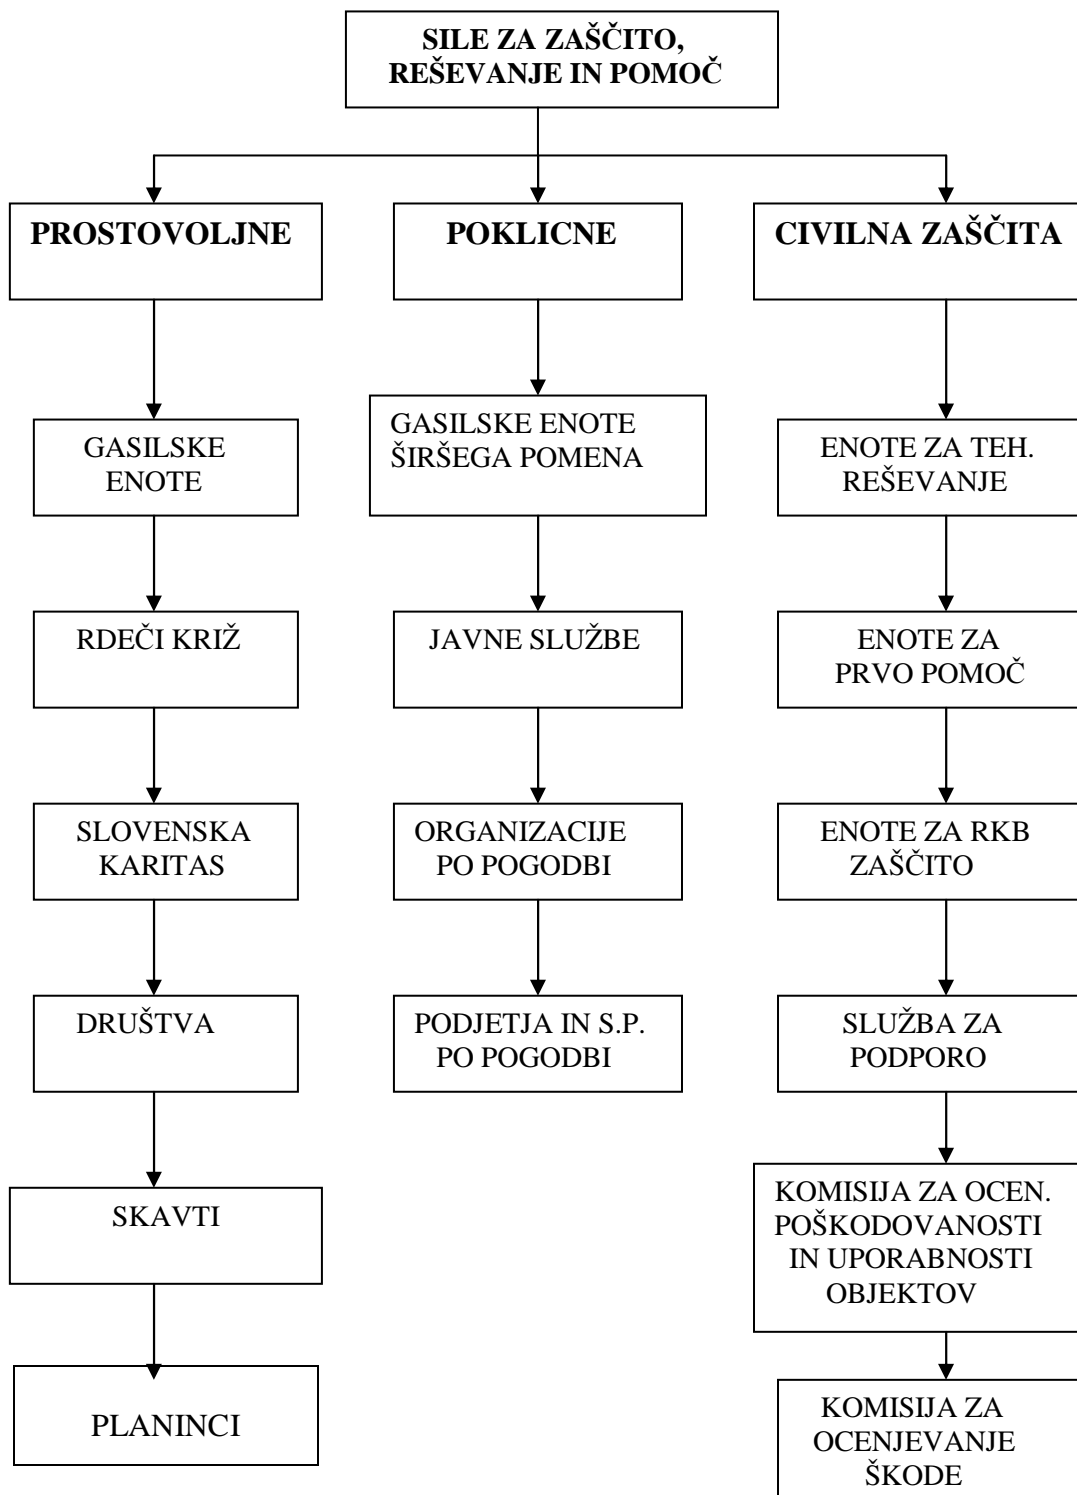 SILE ZA ZAŠČITO,
REŠEVANJE IN POMOČ
PROSTOVOLJNE
POKLICNE
CIVILNA ZAŠČITA
GASILSKE
ENOTE
GASILSKE ENOTE
ŠIRŠEGA POMENA
ENOTE ZA TEH.
REŠEVANJE
RDEČI KRIŽ
JAVNE SLUŽBE
ENOTE ZA
PRVO POMOČ
SLOVENSKA
KARITAS
ORGANIZACIJE
PO POGODBI
ENOTE ZA RKB
ZAŠČITO
DRUŠTVA
PODJETJA IN S.P.
PO POGODBI
SLUŽBA ZA
PODPORO
SKAVTI
KOMISIJA ZA OCEN.
POŠKODOVANOSTI
IN UPORABNOSTI
OBJEKTOV
PLANINCI
KOMISIJA ZA
OCENJEVANJE
ŠKODE